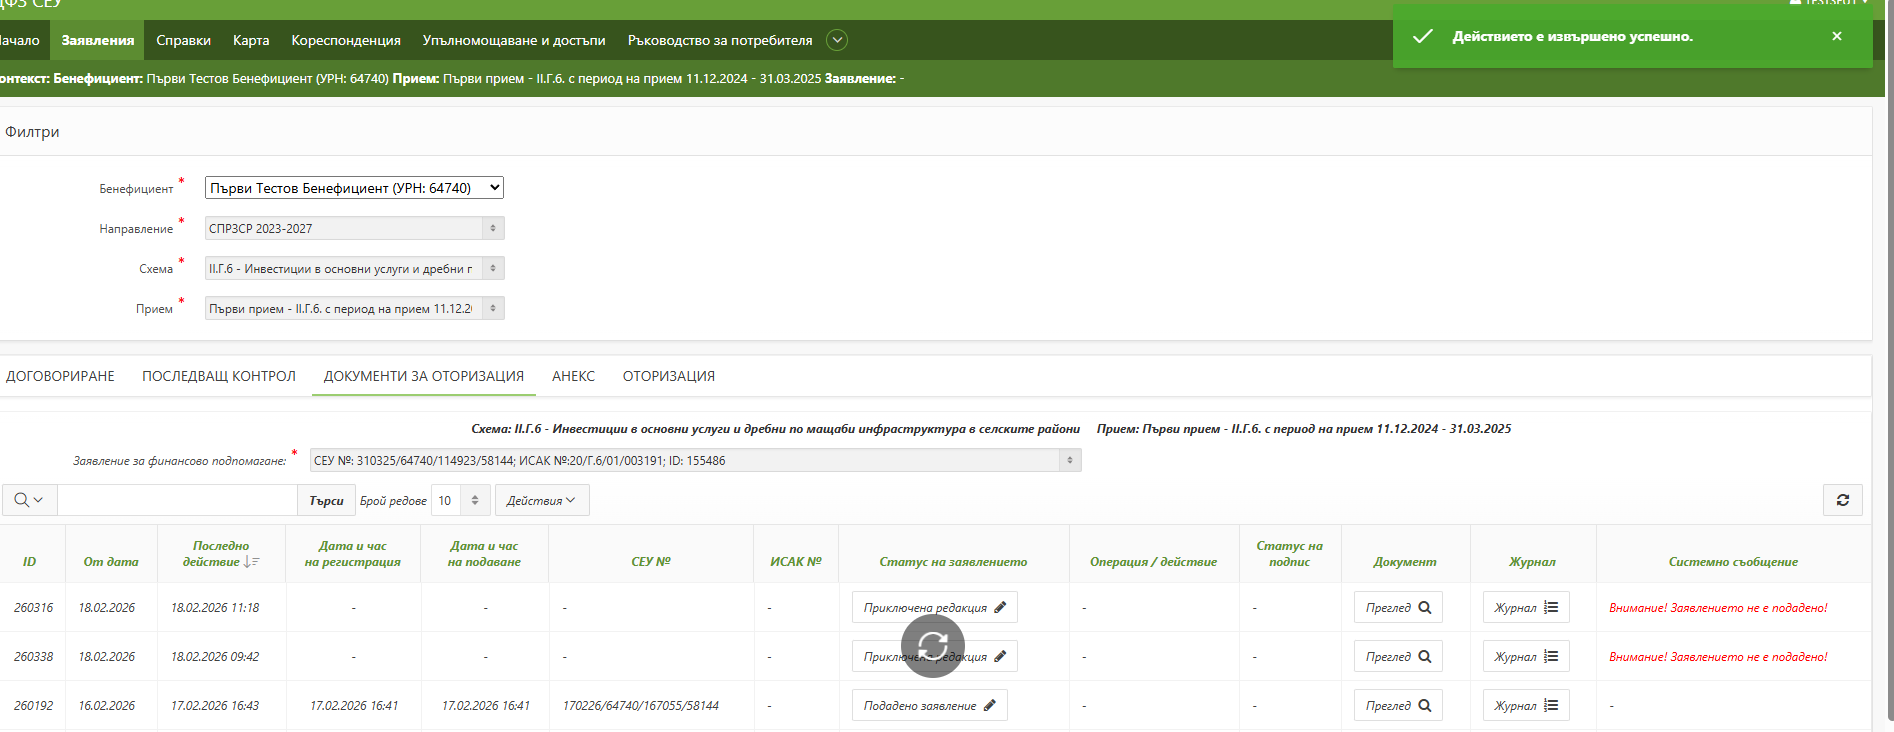 ДФЗ СЕУ
TESTSEU1
Начало Заявления Справки Карта Кореспонденция Упълномощаване и достъпи Ръководство за потребителя
Действието е извършено успешно.
Контекст: Бенефициент: Първи Тестов Бенефициент (УРН: 64740) Прием: Първи прием - II.Г.6. с период на прием 11.12.2024 - 31.03.2025 Заявление: -
Филтри
Бенефициент * Първи Тестов Бенефициент (УРН: 64740)
Направление * СПРЗСР 2023-2027
Схема * II.Г.6 - Инвестиции в основни услуги и дребни г
Прием * Първи прием - II.Г.6. с период на прием 11.12.2(
ДОГОВОРИРАНЕ ПОСЛЕДВАЩ КОНТРОЛ ДОКУМЕНТИ ЗА ОТОРИЗАЦИЯ АНЕКС ОТОРИЗАЦИЯ
Схема: II.Г.6 - Инвестиции в основни услуги и дребни по мащаби инфраструктура в селските райони Прием: Първи прием - II.Г.6. с период на прием 11.12.2024 - 31.03.2025
Заявление за финансово подпомагане: * СЕУ №: 310325/64740/114923/58144; ИСАК №:20/Г.6/01/003191; ID: 155486
Търси Брой редове 10 Действия
ID От дата Последно действие Дата и час на регистрация Дата и час на подаване СЕУ № ИСАК № Статус на заявлението Операция / действие Статус на подпис Документ Журнал Системно съобщение
260316 18.02.2026 18.02.2026 11:18 - - - - Приключена редакция - - Преглед Журнал Внимание! Заявлението не е подадено!
260338 18.02.2026 18.02.2026 09:42 - - - - Приключена редакция - - Преглед Журнал Внимание! Заявлението не е подадено!
260192 16.02.2026 17.02.2026 16:43 17.02.2026 16:41 17.02.2026 16:41 170226/64740/167055/58144 - Подадено заявление - - Преглед Журнал -